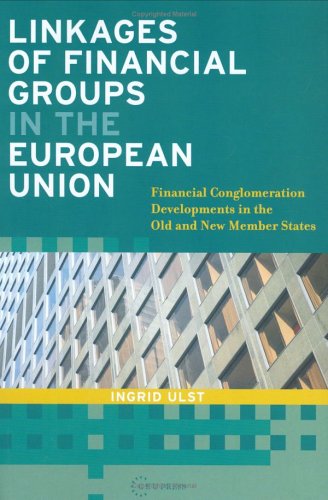 LINKAGES
OF FINANCIAL
GROUPS
IN THE
EUROPEAN
UNION
Financial Conglomeration
Developments in the
Old and New Member States
INGRID ULST